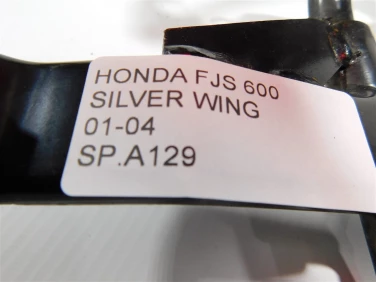 HONDA FJS 600
SILVER WING
01-04
SP.A129